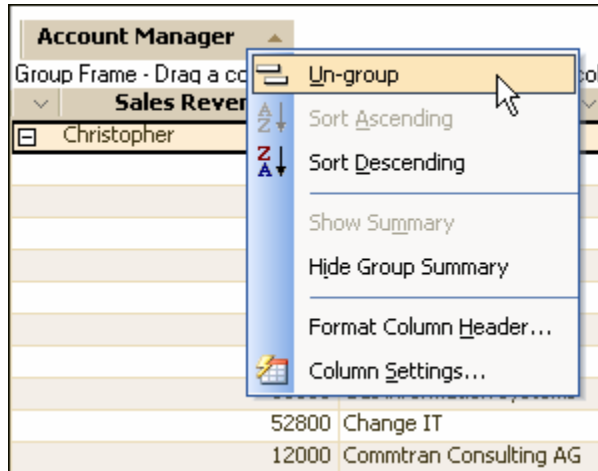 Account Manager
Group Frame - Drag a co
Un-group
Sales Reven
Sort Ascending
Christopher
Sort Descending
Show Summary
Hide Group Summary
Format Column Header...
Column Settings...
52800 Change IT
12000 Commtran Consulting AG